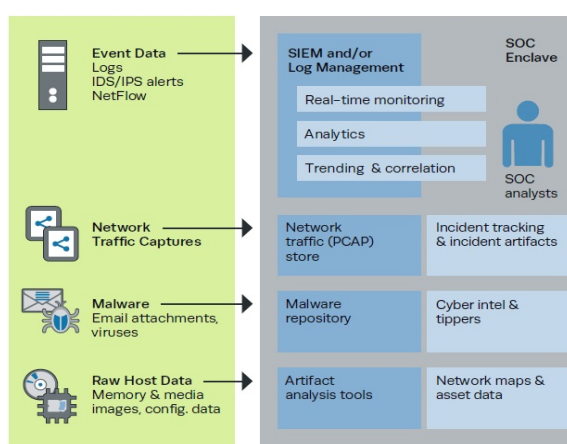 Event Data
Logs
IDS/IPS alerts
NetFlow
SIEM and/or
Log Management
SOC
Enclave
Real-time monitoring
Analytics
Trending & correlation
SOC
analysts
Network
Traffic Captures
Network
traffic (PCAP)
store
Incident tracking
& incident artifacts
Malware
Email attachments,
viruses
Malware
repository
Cyber intel &
tippers
Raw Host Data
Memory & media
images, config. data
Artifact
analysis tools
Network maps &
asset data